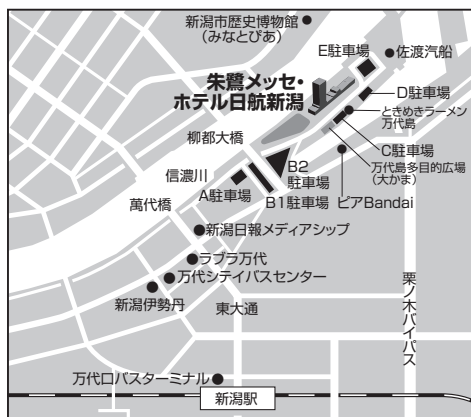 新潟市歴史博物館
(みなとぴあ)
E駐車場
佐渡汽船
朱鷺メッセ・
ホテル日航新潟
D駐車場
ときめきラーメン
万代島
柳都大橋
C駐車場
万代島多目的広場
(大かま)
B2
駐車場
信濃川
A駐車場
B1駐車場
ピアBandai
萬代橋
新潟日報メディアシップ
ラブラ万代
万代シテイバスセンター
新潟伊勢丹
東大通
栗ノ木バイパス
万代口バスターミナル
新潟駅